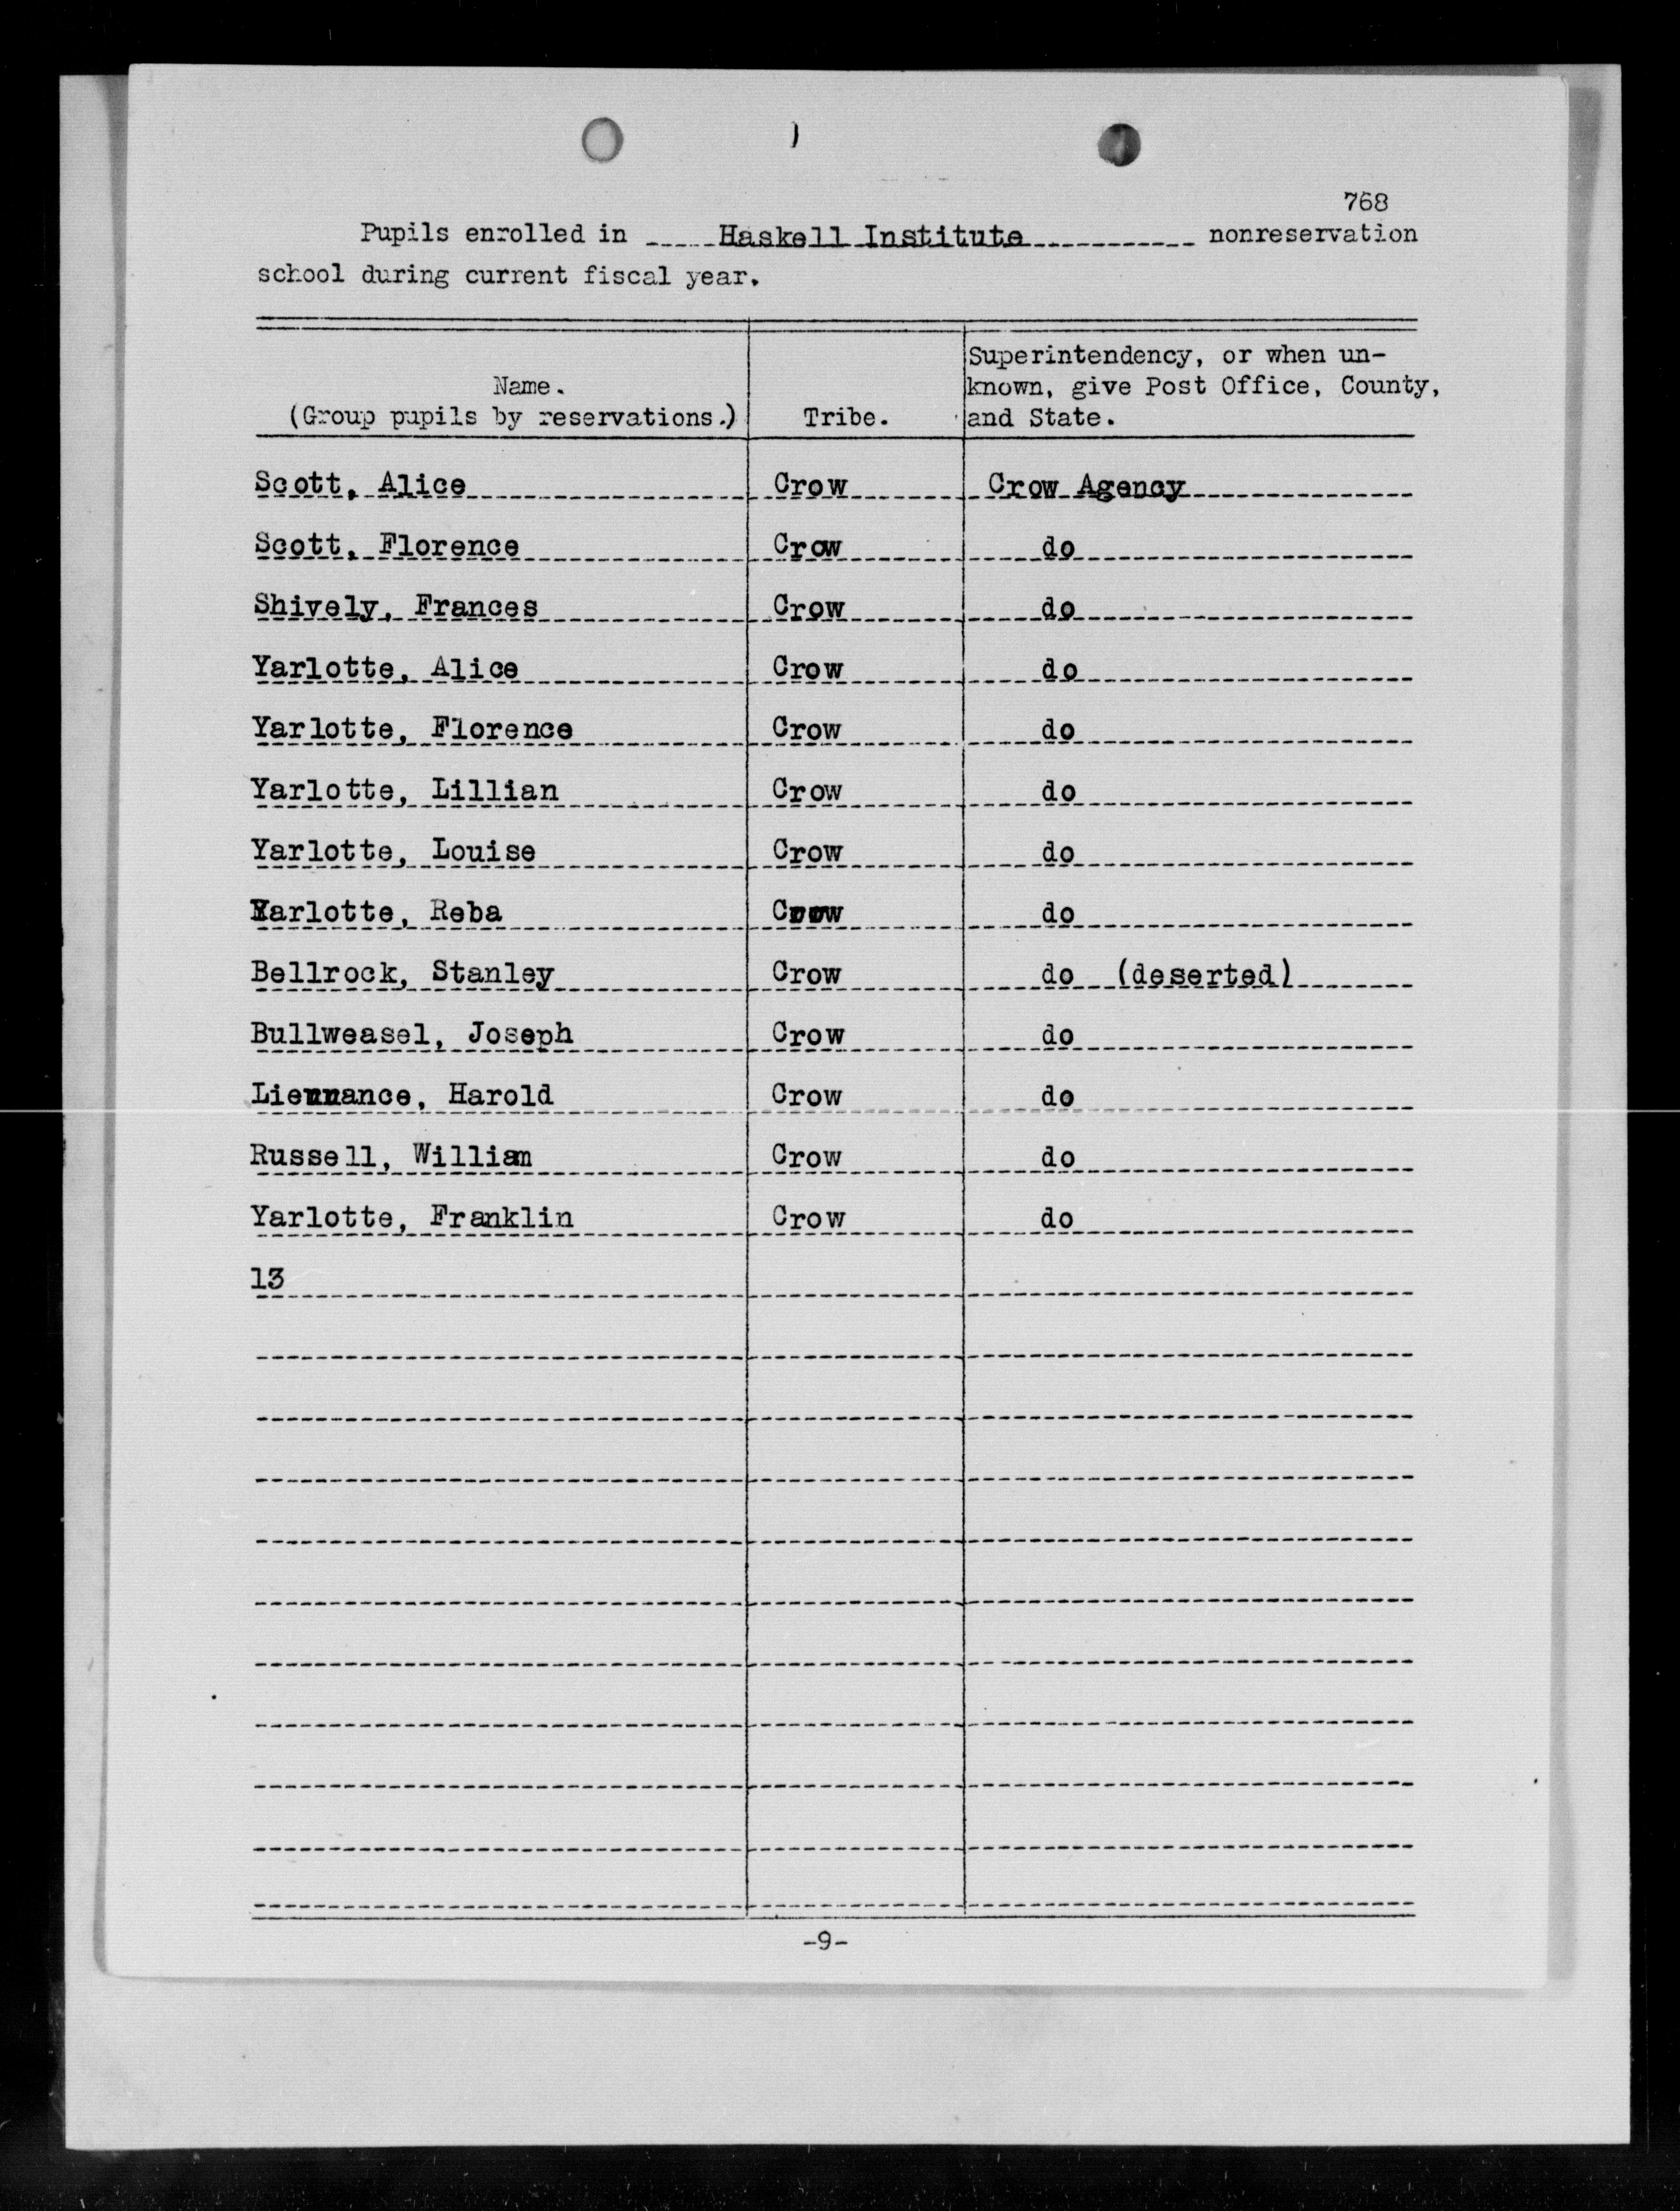 768
Pupils enrolled in Haskell Institute nonreservation
school during current fiscal year.
Name.
(Group pupils by reservations.)
Tribe.
Superintendency, or when un-
known, give Post Office, County,
and State.
Scott, Alice Crow Crow Agency
Scott, Florence Crow do
Shively, Frances Crow do
Yarlotte, Alice Crow do
Yarlotte, Florence Crow do
Yarlotte, Lillian Crow do
Yarlotte, Louise Crow do
Yarlotte, Reba Crow do
Bellrock, Stanley Crow do (deserted)
Bullweasel, Joseph Crow do
Harold Crow do
Russell, William Crow do
Yarlotte, Franklin Crow do
13
-9-